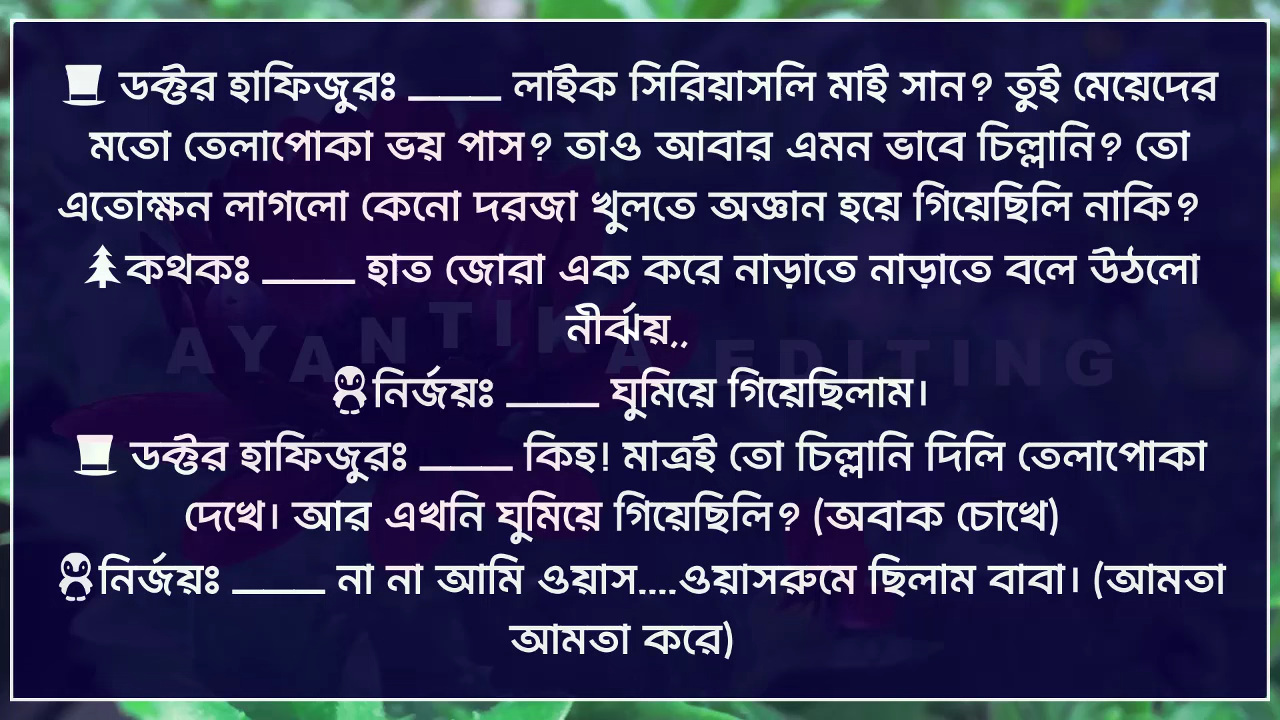 🎩 ডক্টর হাফিজুরঃ ____ লাইক সিরিয়াসলি মাই সান? তুই মেয়েদের
মতো তেলাপোকা ভয় পাস? তাও আবার এমন ভাবে চিল্লানি? তো
এতোক্ষন লাগলো কেনো দরজা খুলতে অজ্ঞান হয়ে গিয়েছিলি নাকি?
🌲কথকঃ ____ হাত জোরা এক করে নাড়াতে নাড়াতে বলে উঠলো
নীর্ঝয়,.
AYANTIKA EDITING
🐧নির্জয়ঃ ____ ঘুমিয়ে গিয়েছিলাম।
🎩 ডক্টর হাফিজুরঃ ____ কিহ! মাত্রই তো চিল্লানি দিলি তেলাপোকা
দেখে। আর এখনি ঘুমিয়ে গিয়েছিলি? (অবাক চোখে)
🐧নির্জয়ঃ ____ না না আমি ওয়াস....ওয়াসরুমে ছিলাম বাবা। (আমতা
আমতা করে)